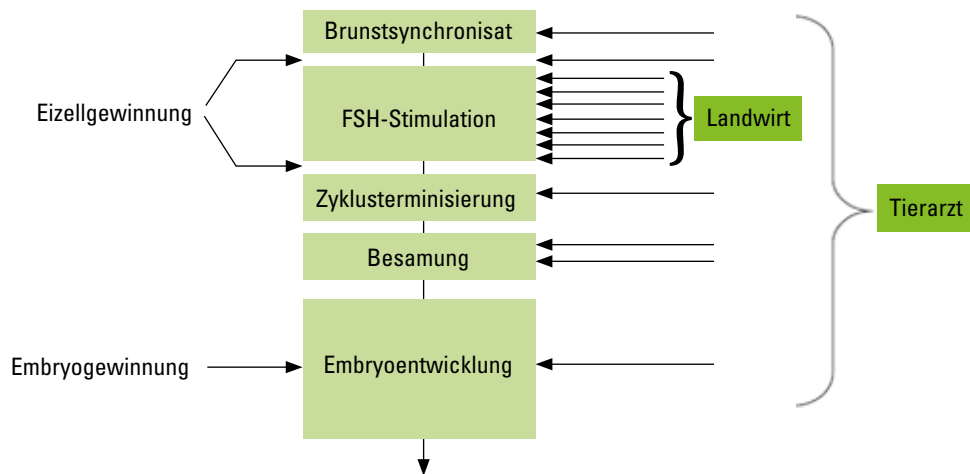 Brunstsynchronisat
Eizellgewinnung
FSH-Stimulation
Landwirt
Zyklusterminisierung
Tierarzt
Besamung
Embryogewinnung
Embryoentwicklung